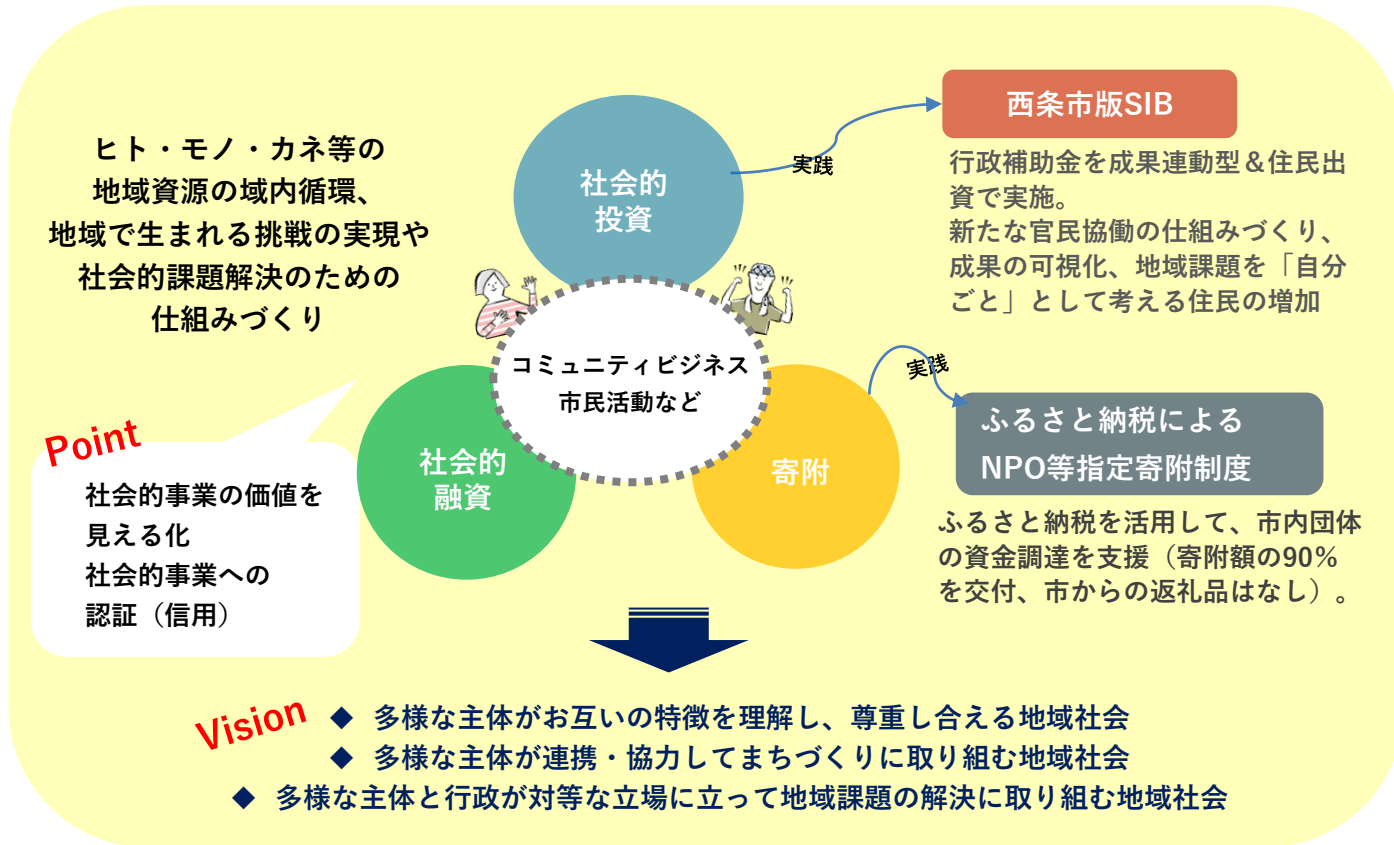 ヒト・モノ・カネ等の
地域資源の域内循環、
地域で生まれる挑戦の実現や
社会的課題解決のための
仕組みづくり
社会的
投資
実践
西条市版SIB
行政補助金を成果連動型＆住民出
資で実施。
新たな官民協働の仕組みづくり、
成果の可視化、地域課題を「自分
ごと」として考える住民の増加
コミュニティビジネス
市民活動など
社会的
融資
寄附
実践
ふるさと納税による
NPO等指定寄附制度
ふるさと納税を活用して、市内団体
の資金調達を支援（寄附額の90％
を交付、市からの返礼品はなし）。
Point
社会的事業の価値を
見える化
社会的事業への
認証（信用）
Vision
◆ 多様な主体がお互いの特徴を理解し、尊重し合える地域社会
◆ 多様な主体が連携・協力してまちづくりに取り組む地域社会
◆ 多様な主体と行政が対等な立場に立って地域課題の解決に取り組む地域社会